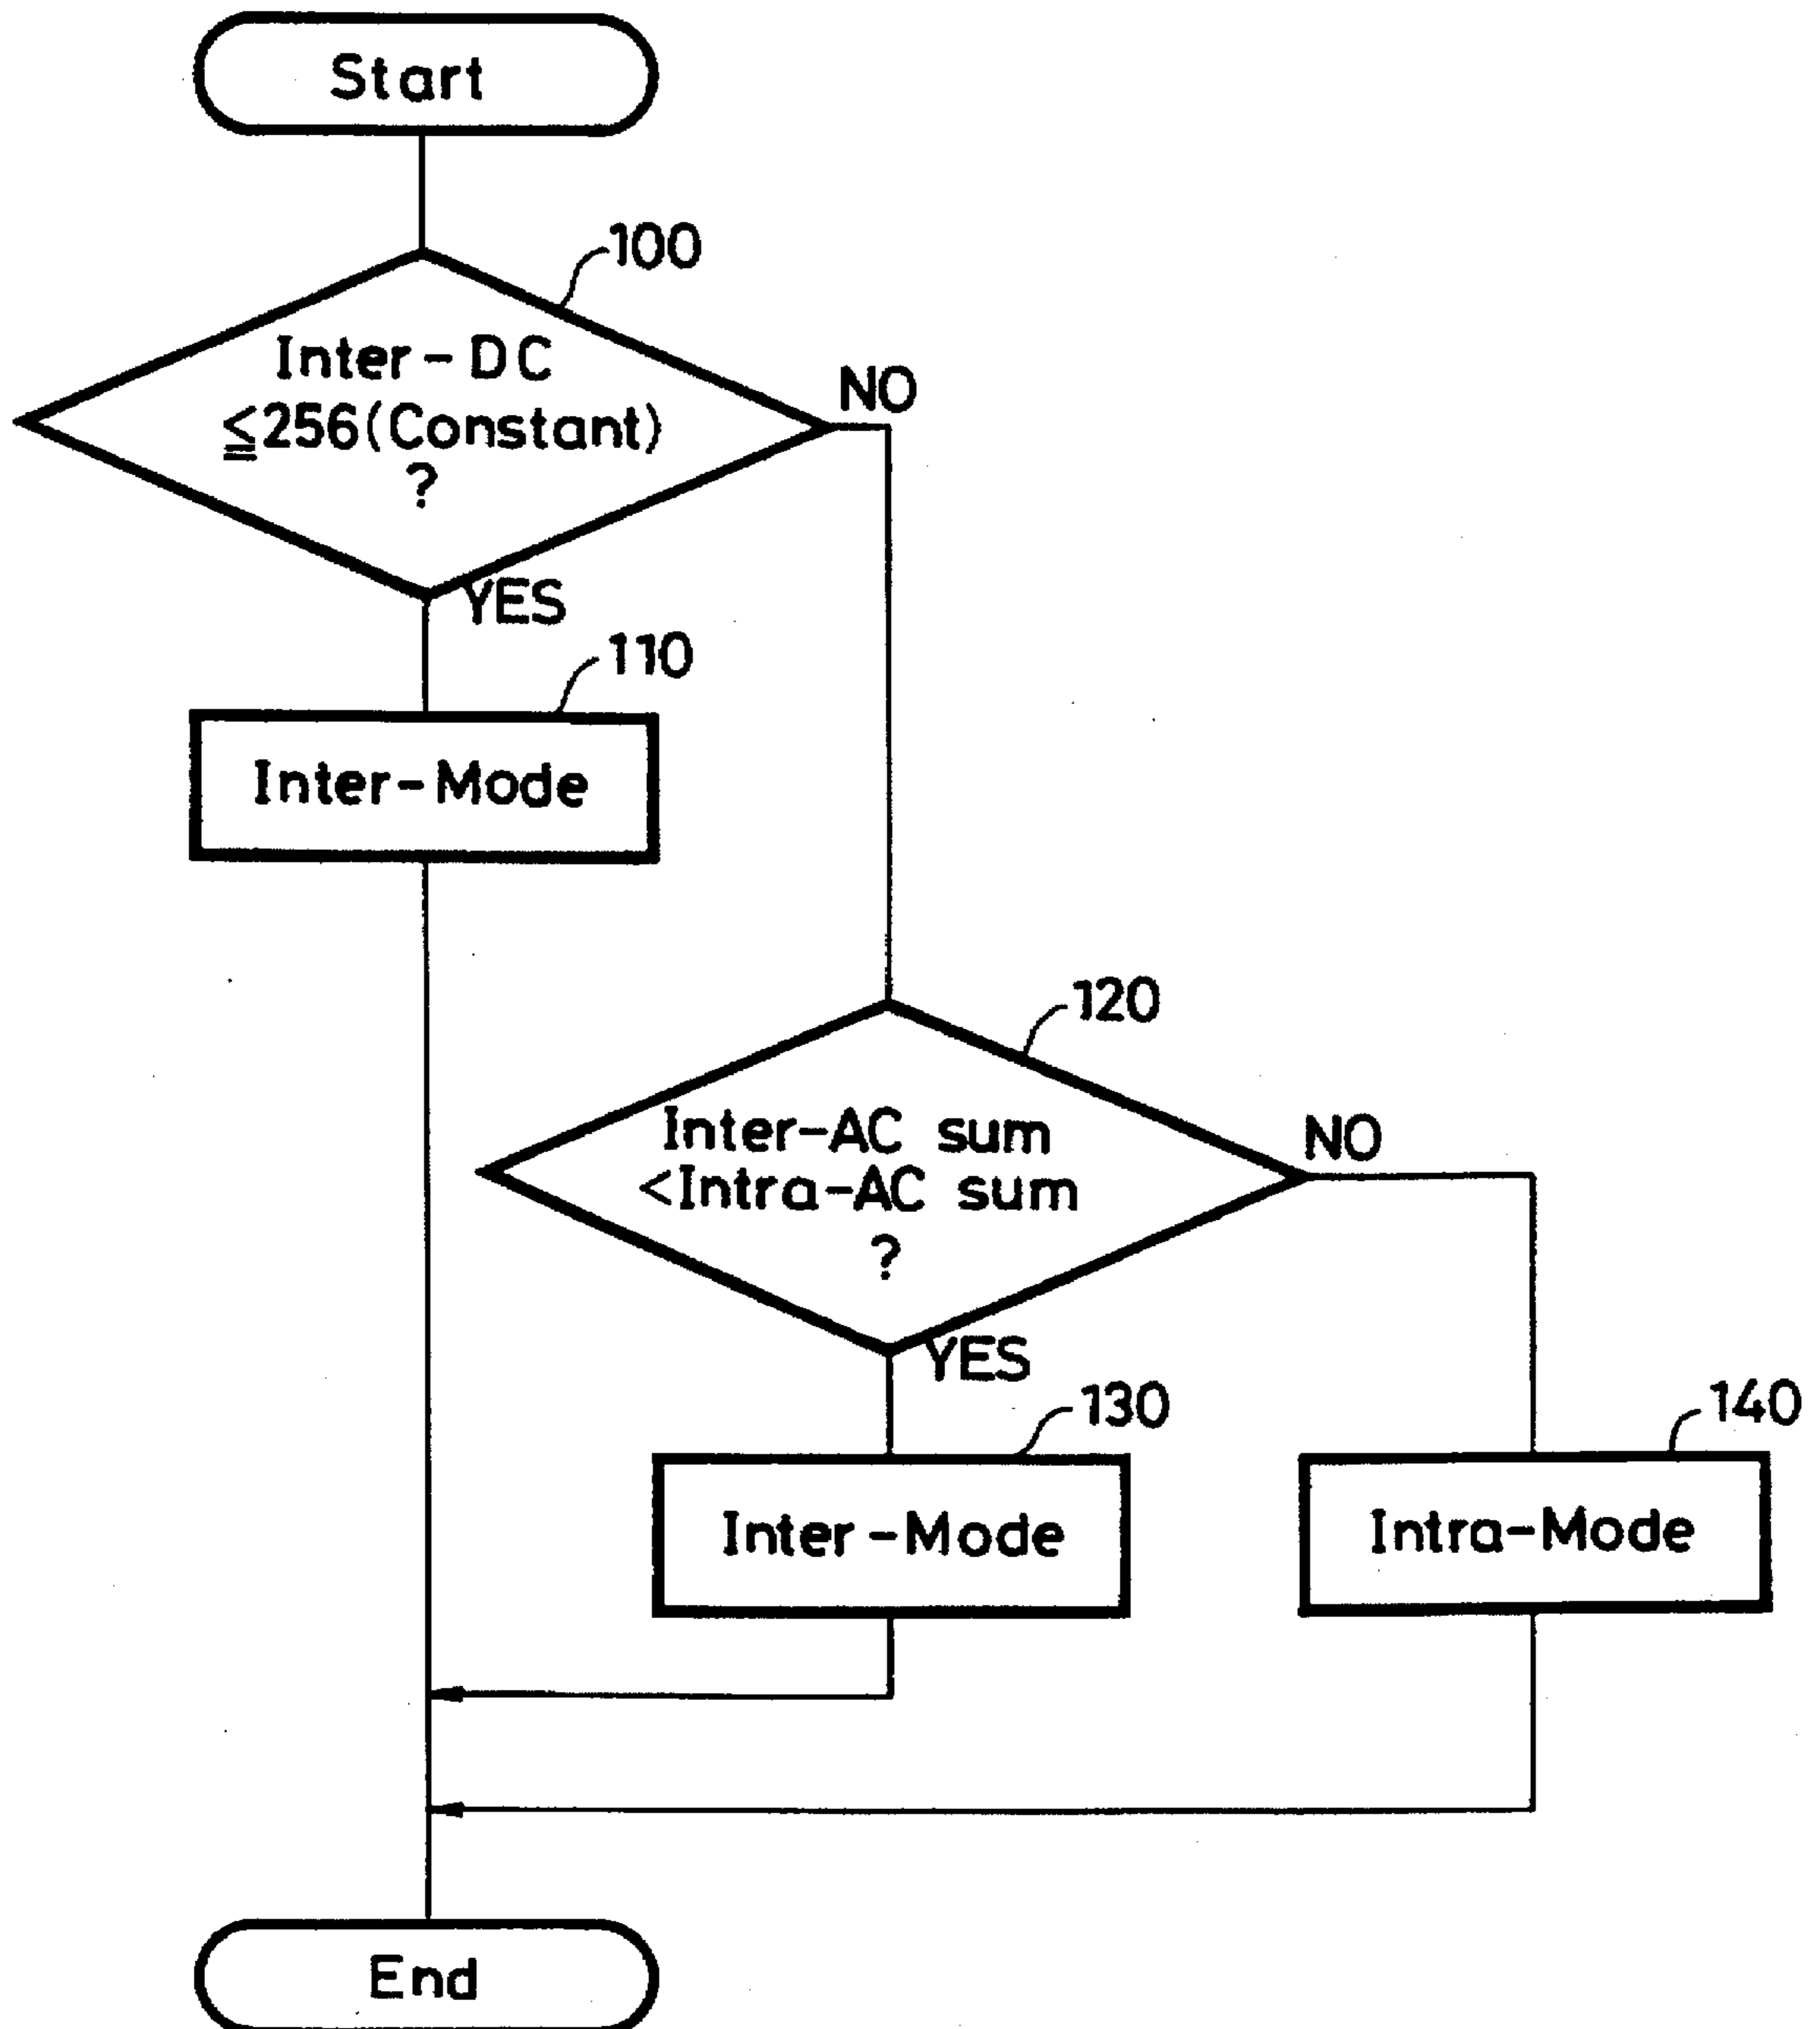 Start
100
Inter-DC
≦256(Constant)
?
NO
YES
110
Inter-Mode
120
Inter-AC sum
<Intra-AC sum
?
NO
YES
130
Inter-Mode
140
Intra-Mode
End